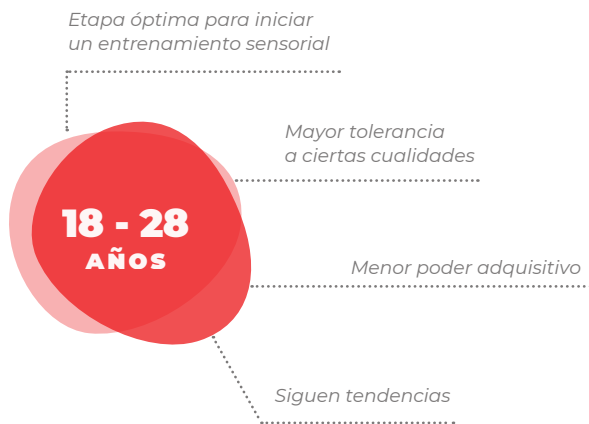 Etapa óptima para iniciar
un entrenamiento sensorial
Mayor tolerancia
a ciertas cualidades
18 - 28
AÑOS
Menor poder adquisitivo
Siguen tendencias